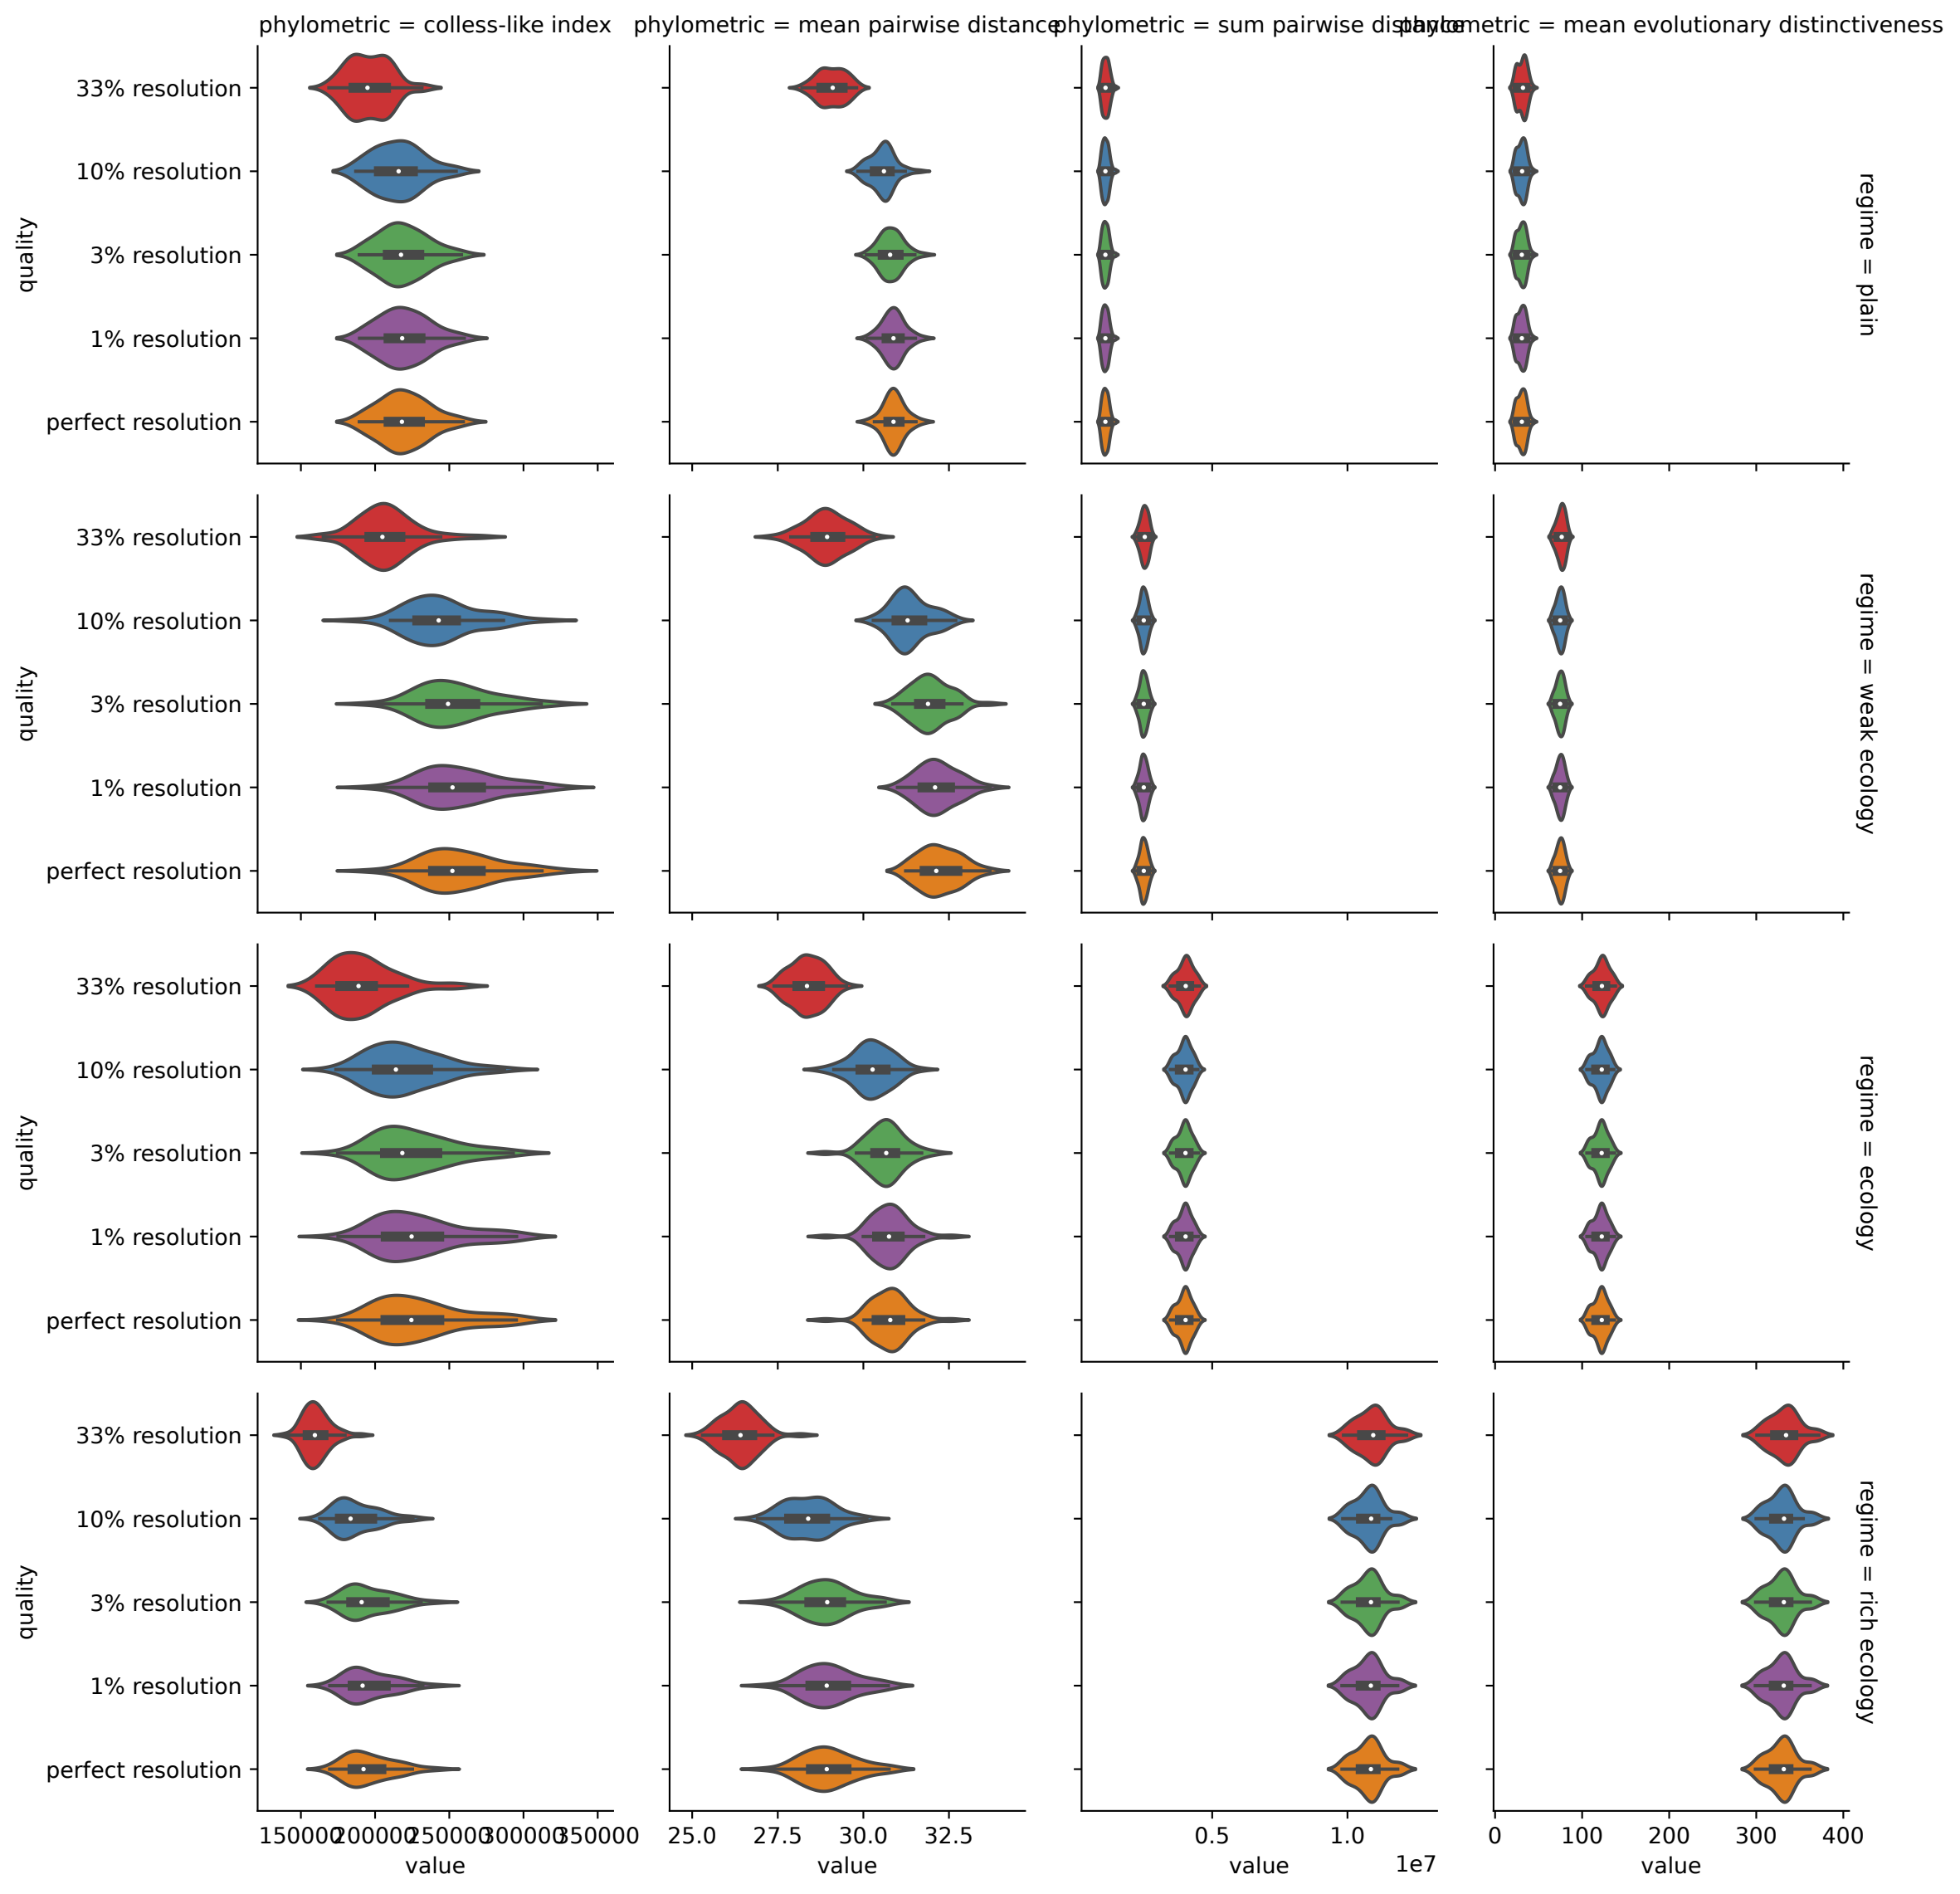 phylometric = colless-like index
phylometric = mean pairwise distance
phylometric = sum pairwise distance
phylometric = mean evolutionary distinctiveness
quality
33% resolution
10% resolution
3% resolution
1% resolution
perfect resolution
regime = plain
quality
33% resolution
10% resolution
3% resolution
1% resolution
perfect resolution
regime = weak ecology
quality
33% resolution
10% resolution
3% resolution
1% resolution
perfect resolution
regime = ecology
quality
33% resolution
10% resolution
3% resolution
1% resolution
perfect resolution
regime = rich ecology
150000 200000 250000 300000 350000
value
25.0 27.5 30.0 32.5
value
0.5 1.0
1e7
value
0 100 200 300 400
value